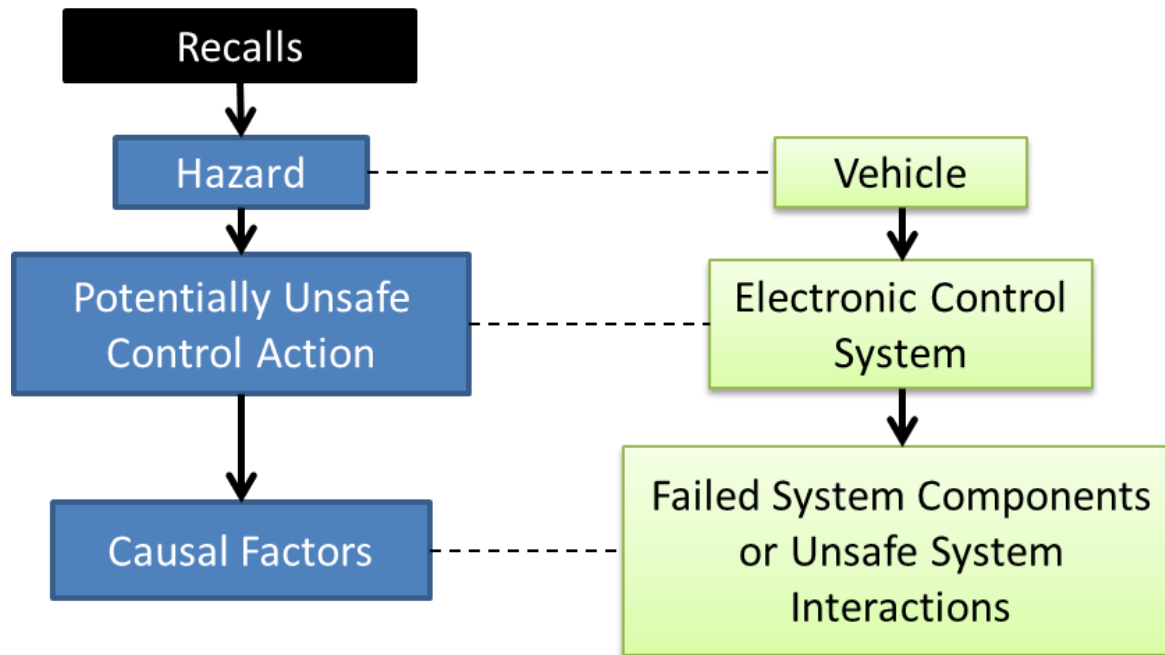 Recalls
Hazard
Vehicle
Potentially Unsafe
Control Action
Electronic Control
System
Causal Factors
Failed System Components
or Unsafe System
Interactions